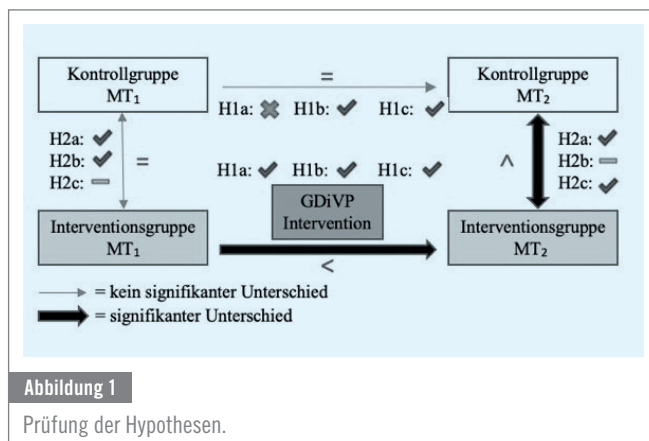 Kontrollgruppe
MT₁
=
Kontrollgruppe
MT₂
H1a: ✖ H1b: ✔ H1c: ✔
H2a: ✔
H2b: ✔
H2c: –
=
H1a: ✔ H1b: ✔ H1c: ✔
^
H2a: ✔
H2b: –
H2c: ✔
GDiVP
Intervention
Interventionsgruppe
MT₁
<
Interventionsgruppe
MT₂
= kein signifikanter Unterschied
= signifikanter Unterschied
Abbildung 1
Prüfung der Hypothesen.